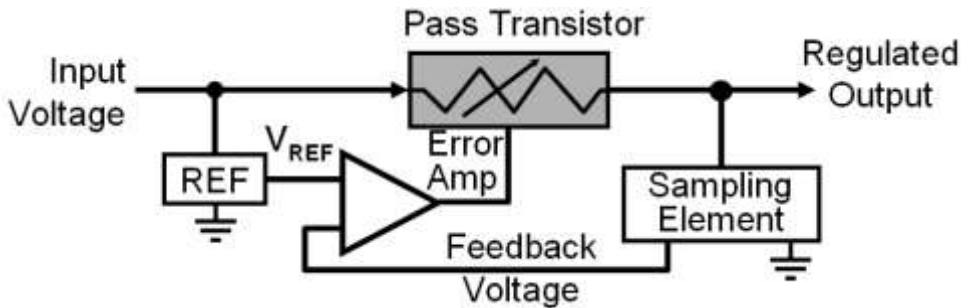 Pass Transistor
Input
Voltage
Regulated
Output
VREF
Error
Amp
REF
Sampling
Element
Feedback
Voltage